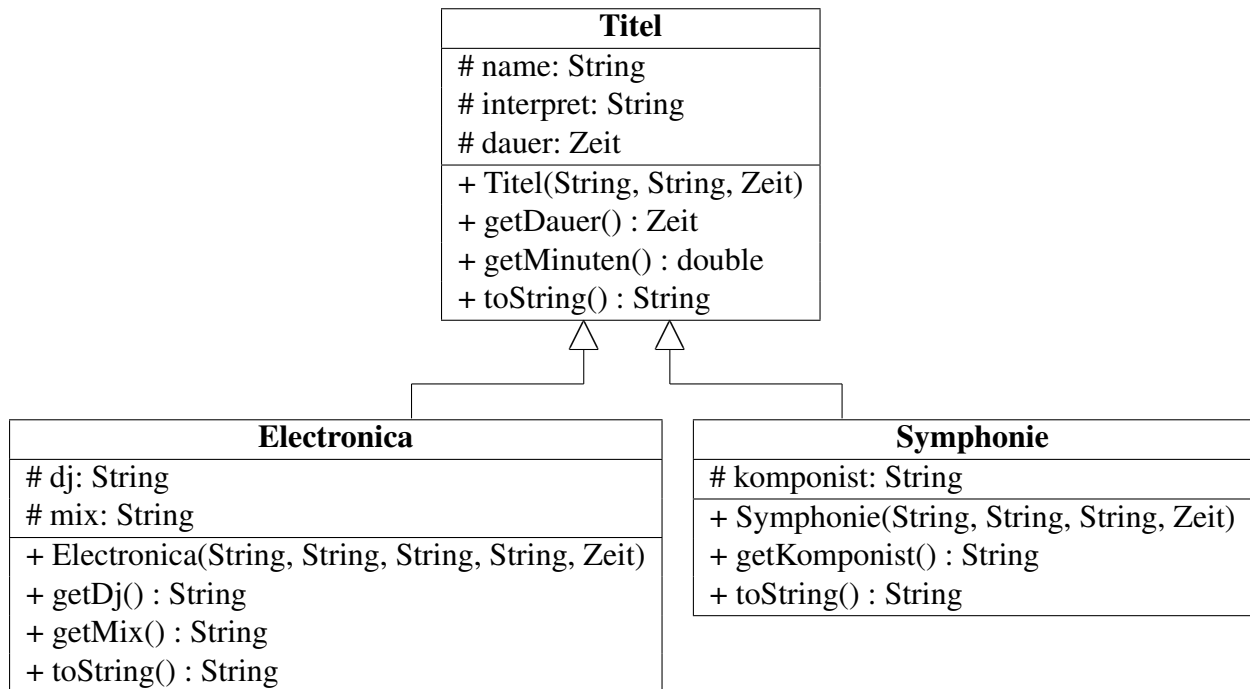 Titel
# name: String
# interpret: String
# dauer: Zeit
+ Titel(String, String, Zeit)
+ getDauer() : Zeit
+ getMinuten() : double
+ toString() : String
Electronica
# dj: String
# mix: String
+ Electronica(String, String, String, String, Zeit)
+ getDj() : String
+ getMix() : String
+ toString() : String
Symphonie
# komponist: String
+ Symphonie(String, String, String, Zeit)
+ getKomponist() : String
+ toString() : String